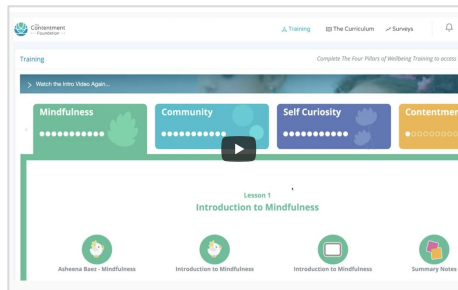 The
Contentment
Foundation
Training
The Curriculum
Surveys
Training
Complete The Four Pillars of Wellbeing Training to access
Watch the Intro Video Again...
Mindfulness
Community
Self Curiosity
Contentmen
Lesson 1
Introduction to Mindfulness
Asheena Baez - Mindfulness
Introduction to Mindfulness
Introduction to Mindfulness
Summary Notes